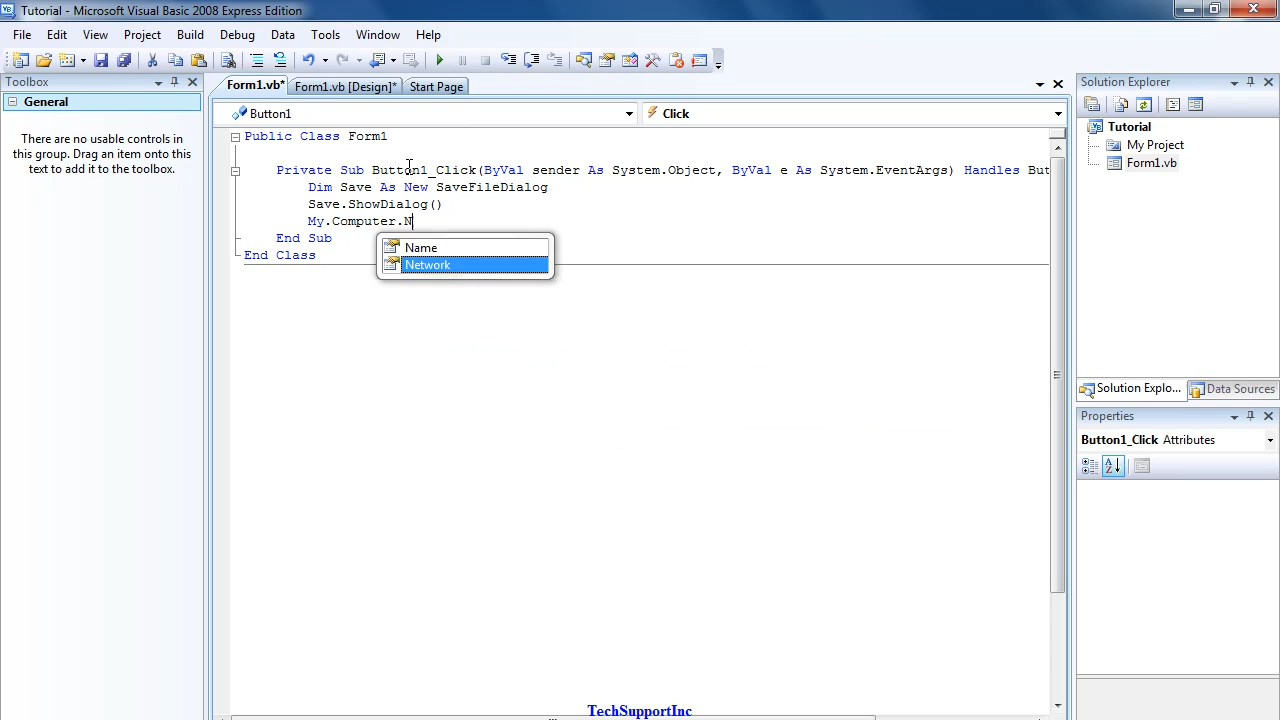 Tutorial - Microsoft Visual Basic 2008 Express Edition
File Edit View Project Build Debug Data Tools Window Help
Toolbox
General
There are no usable controls in
this group. Drag an item onto this
text to add it to the toolbox.
Form1.vb* Form1.vb [Design]* Start Page
Button1 Click
Public Class Form1
Private Sub Button1_Click(ByVal sender As System.Object, ByVal e As System.EventArgs) Handles But
Dim Save As New SaveFileDialog
Save.ShowDialog()
My.Computer.N
End Sub
End Class
Name
Network
Solution Explorer
Tutorial
My Project
Form1.vb
Solution Explo... Data Sources
Properties
Button1_Click Attributes
TechSupportInc